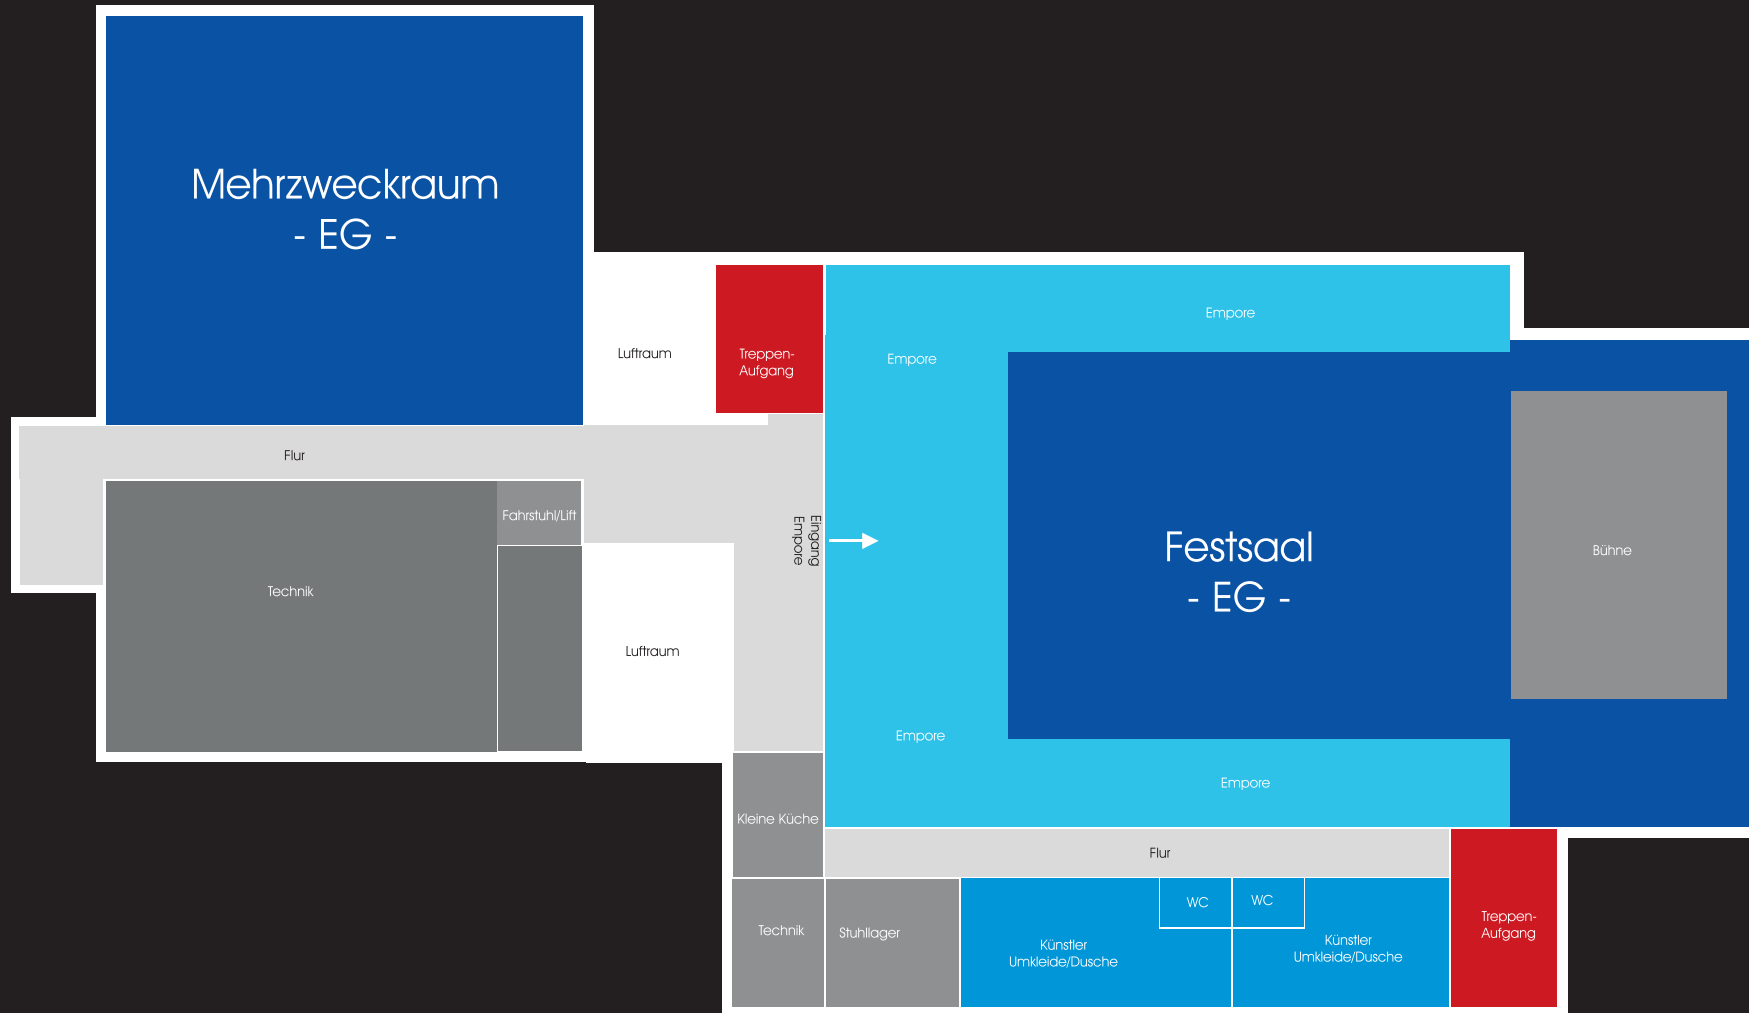 Mehrzweckraum
- EG -
Luftraum
Treppen-
Aufgang
Empore
Empore
Flur
Fahrstuhl/Lift
Technik
Eingang
Empore
Festsaal
- EG -
Bühne
Luftraum
Empore
Empore
Kleine Küche
Flur
Technik
Stuhllager
WC
WC
Künstler
Umkleide/Dusche
Künstler
Umkleide/Dusche
Treppen-
Aufgang